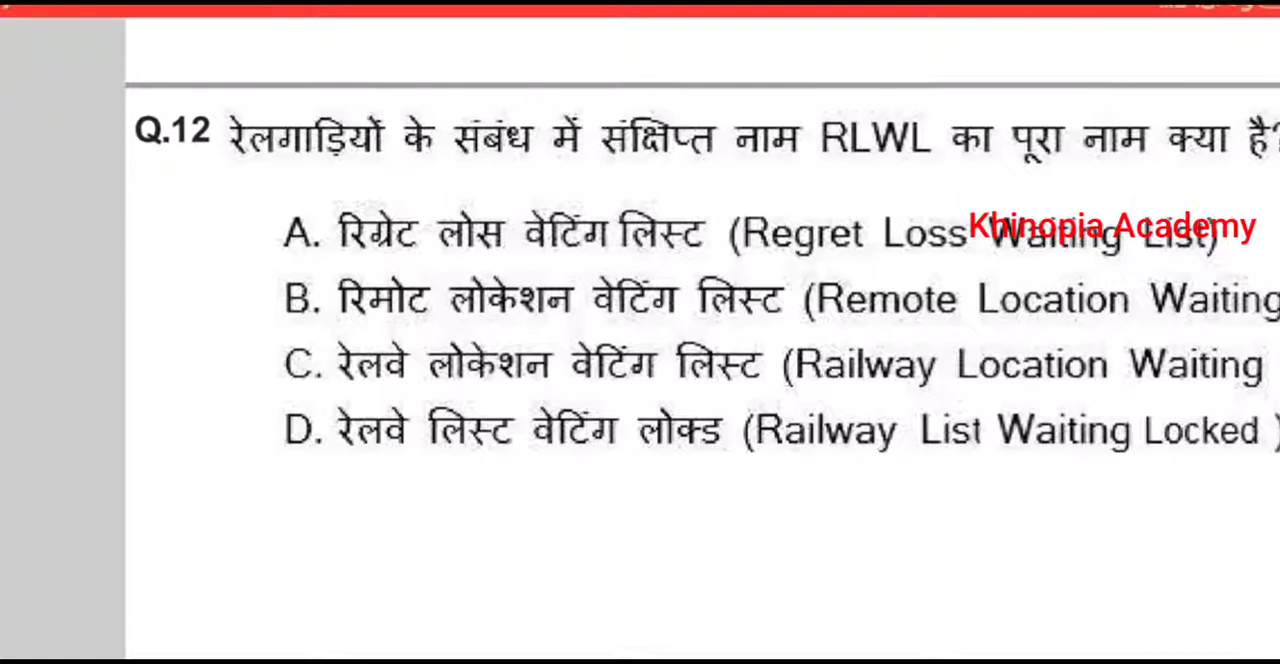 Q.12 रेलगाड़ियों के संबंध में संक्षिप्त नाम RLWL का पूरा नाम क्या है?
A. रिग्रेट लोस वेटिंग लिस्ट (Regret Loss Waiting List)
Khinopia Academy
B. रिमोट लोकेशन वेटिंग लिस्ट (Remote Location Waiting
C. रेलवे लोकेशन वेटिंग लिस्ट (Railway Location Waiting
D. रेलवे लिस्ट वेटिंग लोक्ड (Railway List Waiting Locked )